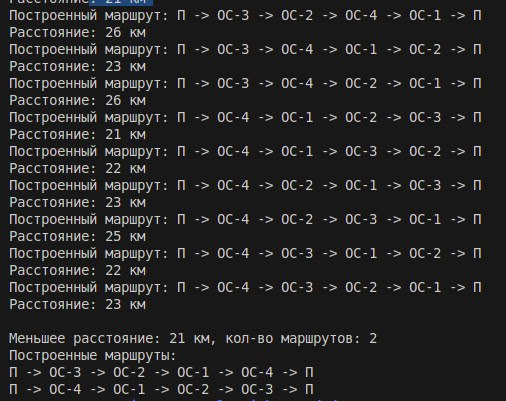 Расстояние: 21 км
Построенный маршрут: П -> ОС-3 -> ОС-2 -> ОС-4 -> ОС-1 -> П
Расстояние: 26 км
Построенный маршрут: П -> ОС-3 -> ОС-4 -> ОС-1 -> ОС-2 -> П
Расстояние: 23 км
Построенный маршрут: П -> ОС-3 -> ОС-4 -> ОС-2 -> ОС-1 -> П
Расстояние: 26 км
Построенный маршрут: П -> ОС-4 -> ОС-1 -> ОС-2 -> ОС-3 -> П
Расстояние: 21 км
Построенный маршрут: П -> ОС-4 -> ОС-1 -> ОС-3 -> ОС-2 -> П
Расстояние: 22 км
Построенный маршрут: П -> ОС-4 -> ОС-2 -> ОС-1 -> ОС-3 -> П
Расстояние: 23 км
Построенный маршрут: П -> ОС-4 -> ОС-2 -> ОС-3 -> ОС-1 -> П
Расстояние: 25 км
Построенный маршрут: П -> ОС-4 -> ОС-3 -> ОС-1 -> ОС-2 -> П
Расстояние: 22 км
Построенный маршрут: П -> ОС-4 -> ОС-3 -> ОС-2 -> ОС-1 -> П
Расстояние: 23 км
Меньшее расстояние: 21 км, кол-во маршрутов: 2
Построенные маршруты:
П -> ОС-3 -> ОС-2 -> ОС-1 -> ОС-4 -> П
П -> ОС-4 -> ОС-1 -> ОС-2 -> ОС-3 -> П